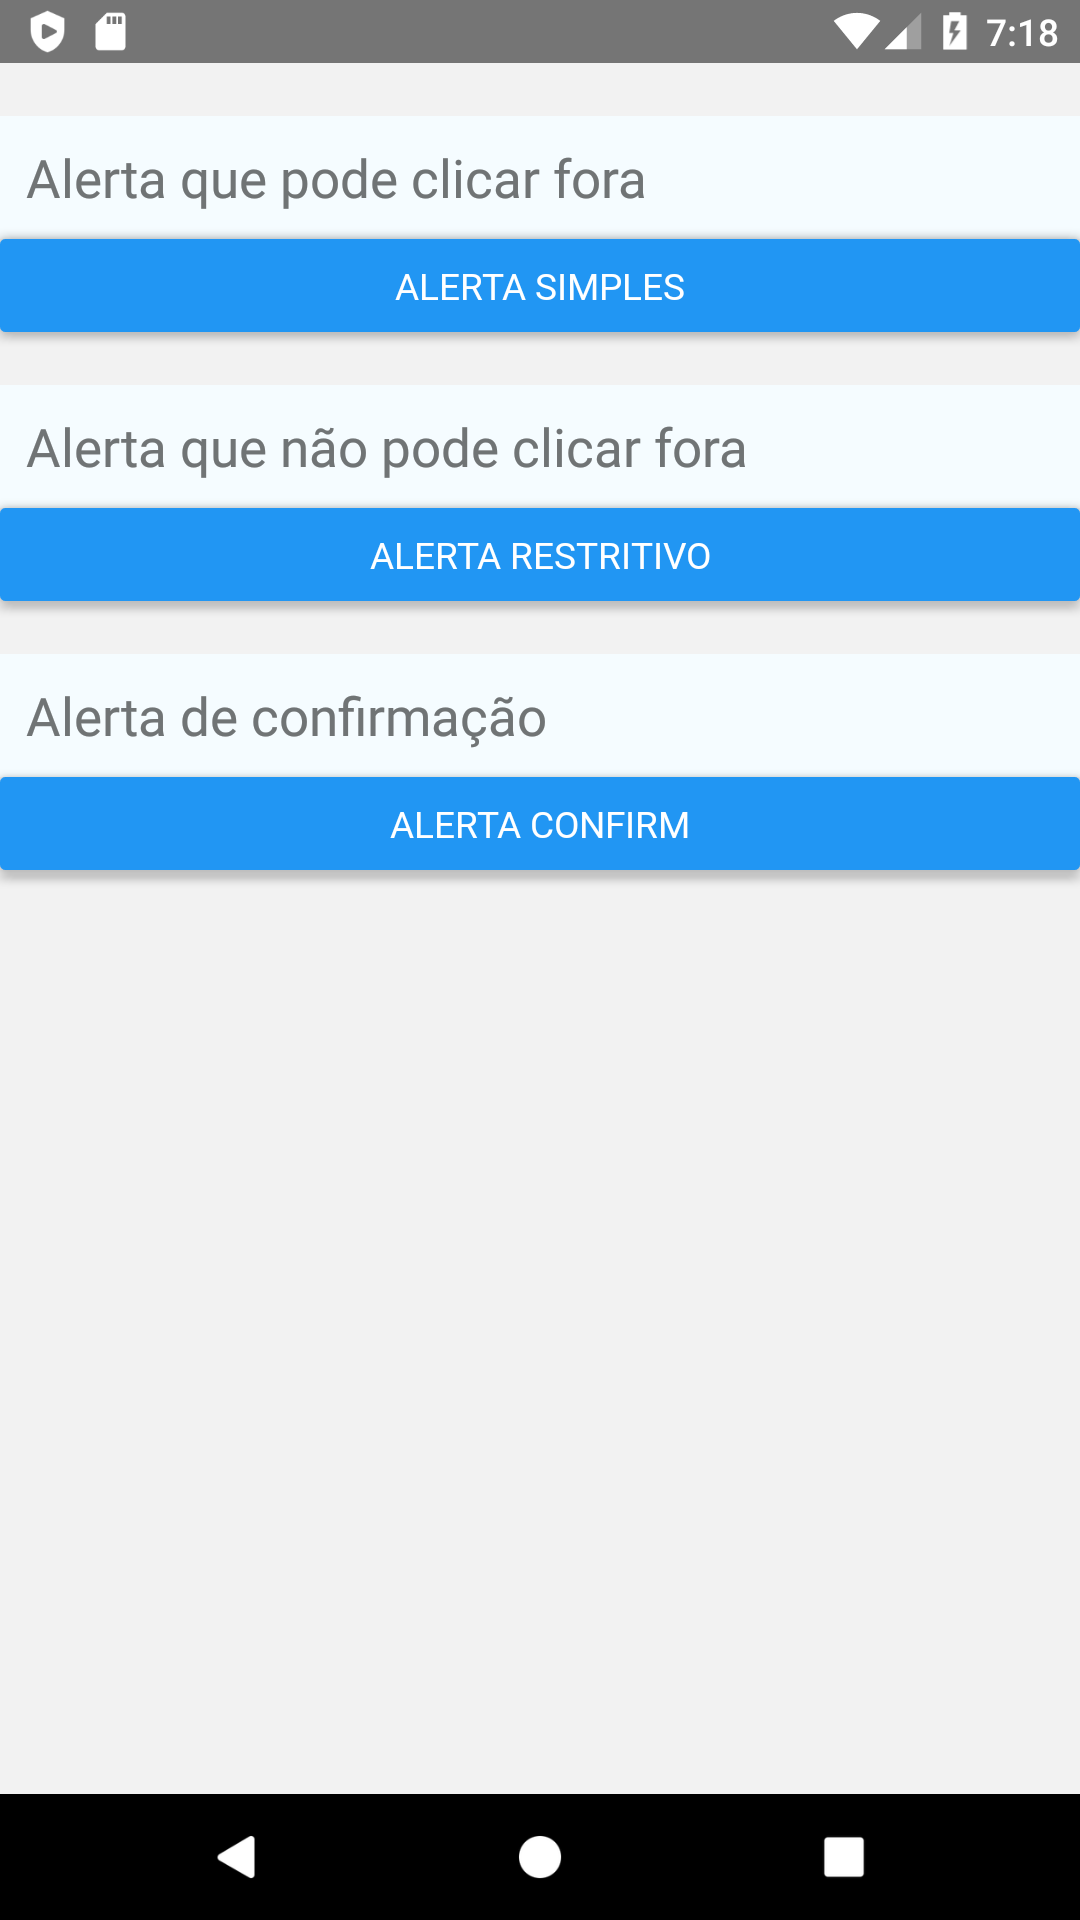 7:18
Alerta que pode clicar fora
ALERTA SIMPLES
Alerta que não pode clicar fora
ALERTA RESTRITIVO
Alerta de confirmação
ALERTA CONFIRM